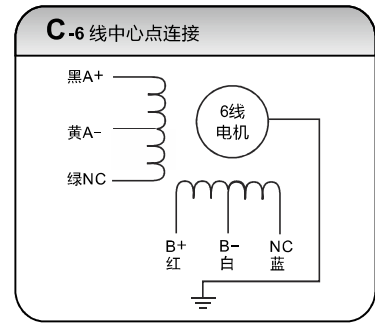 C-6 线中心点连接
黑A+
黄A-
绿NC
6线
电机
B+ B- NC
红 白 蓝